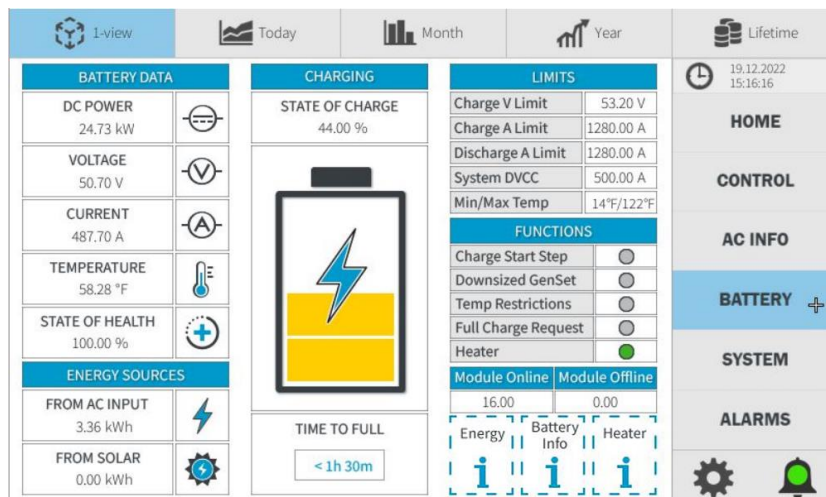 1-view
Today
Month
Year
Lifetime
BATTERY DATA
DC POWER
24.73 kW
VOLTAGE
50.70 V
CURRENT
487.70 A
TEMPERATURE
58.28 °F
STATE OF HEALTH
100.00 %
ENERGY SOURCES
FROM AC INPUT
3.36 kWh
FROM SOLAR
0.00 kWh
CHARGING
STATE OF CHARGE
44.00 %
TIME TO FULL
< 1h 30m
LIMITS
Charge V Limit 53.20 V
Charge A Limit 1280.00 A
Discharge A Limit 1280.00 A
System DVCC 500.00 A
Min/Max Temp 14°F/122°F
FUNCTIONS
Charge Start Step
Downsized GenSet
Temp Restrictions
Full Charge Request
Heater
Module Online Module Offline
16.00 0.00
Energy
Battery
Info
Heater
19.12.2022
15:16:16
HOME
CONTROL
AC INFO
BATTERY
SYSTEM
ALARMS